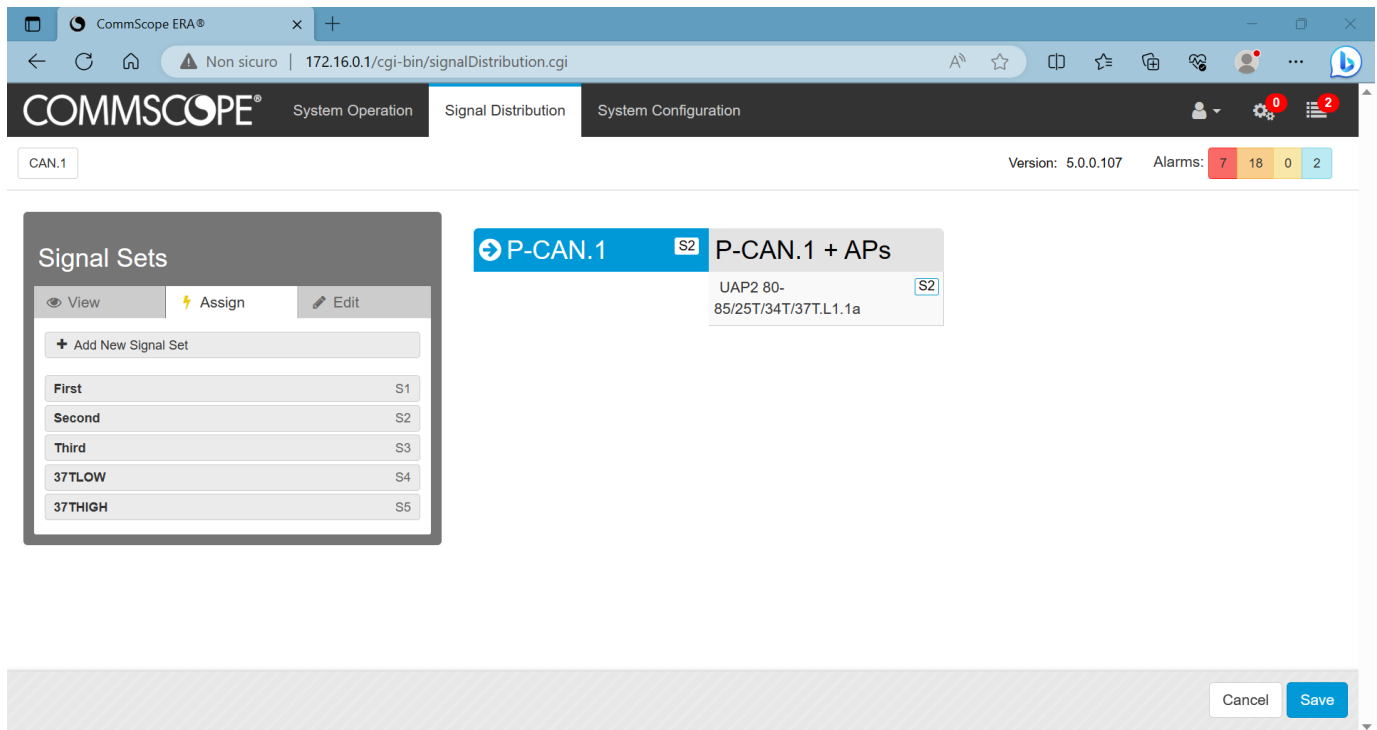 CommScope ERA®
Non sicuro | 172.16.0.1/cgi-bin/signalDistribution.cgi
COMMSCOPE® System Operation Signal Distribution System Configuration 0 2
CAN.1 Version: 5.0.0.107 Alarms: 7 18 0 2
Signal Sets
View Assign Edit
+ Add New Signal Set
First S1
Second S2
Third S3
37TLOW S4
37THIGH S5
P-CAN.1 S2 P-CAN.1 + APs
UAP2 80- S2
85/25T/34T/37T.L1.1a
Cancel Save